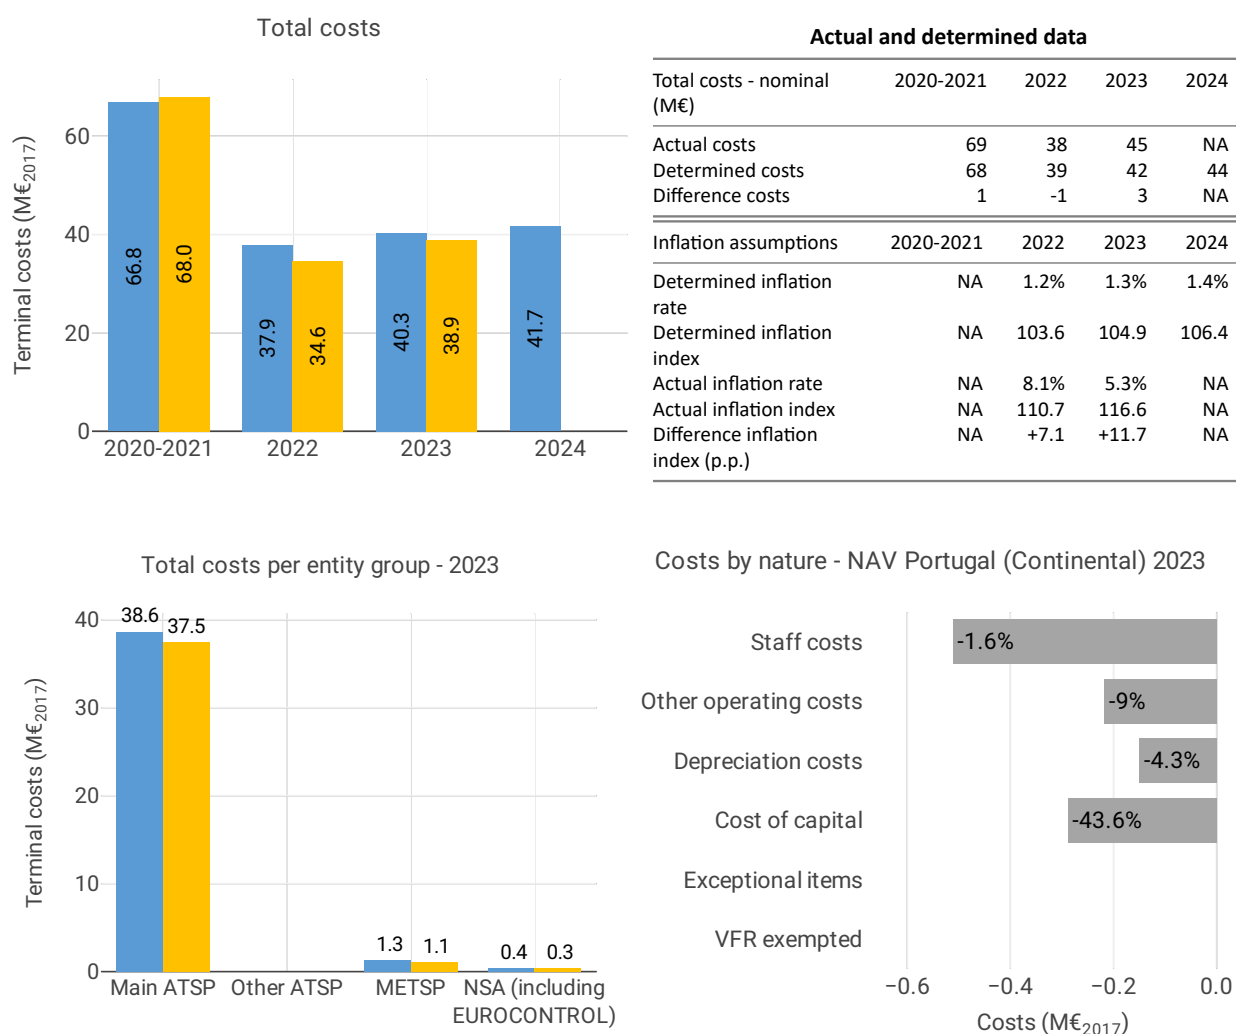 Total costs
Terminal costs (M€2017)
60
40
20
0
66.8
68.0
37.9
34.6
40.3
38.9
41.7
2020-2021
2022
2023
2024
Actual and determined data
Total costs - nominal 2020-2021 2022 2023 2024
(M€)
Actual costs 69 38 45 NA
Determined costs 68 39 42 44
Difference costs 1 -1 3 NA
Inflation assumptions 2020-2021 2022 2023 2024
Determined inflation NA 1.2% 1.3% 1.4%
rate
Determined inflation NA 103.6 104.9 106.4
index
Actual inflation rate NA 8.1% 5.3% NA
Actual inflation index NA 110.7 116.6 NA
Difference inflation NA +7.1 +11.7 NA
index (p.p.)
Total costs per entity group - 2023
Terminal costs (M€2017)
40
30
20
10
0
38.6
37.5
1.3
1.1
0.4
0.3
Main ATSP
Other ATSP
METSP
NSA (including
EUROCONTROL)
Costs by nature - NAV Portugal (Continental) 2023
Staff costs
-1.6%
Other operating costs
-9%
Depreciation costs
-4.3%
Cost of capital
-43.6%
Exceptional items
VFR exempted
−0.6
−0.4
−0.2
0.0
Costs (M€2017)